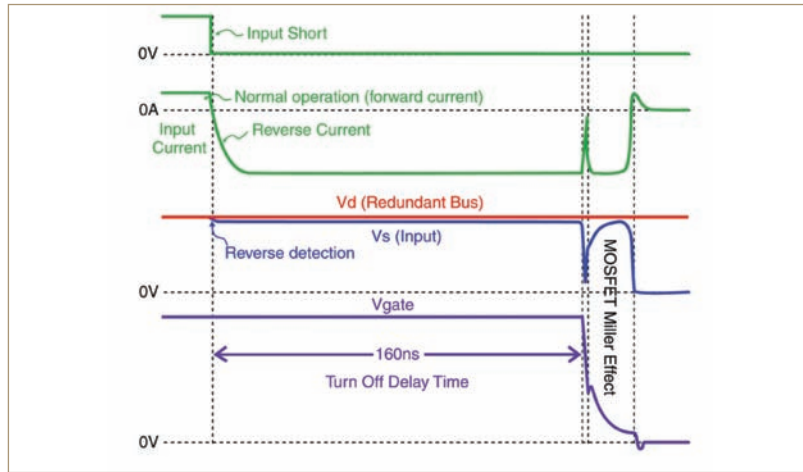 Input Short
0V
Normal operation (forward current)
0A
Input
Current
Reverse Current
Vd (Redundant Bus)
Vs (Input)
Reverse detection
0V
MOSFET Miller Effect
Vgate
160ns
Turn Off Delay Time
0V